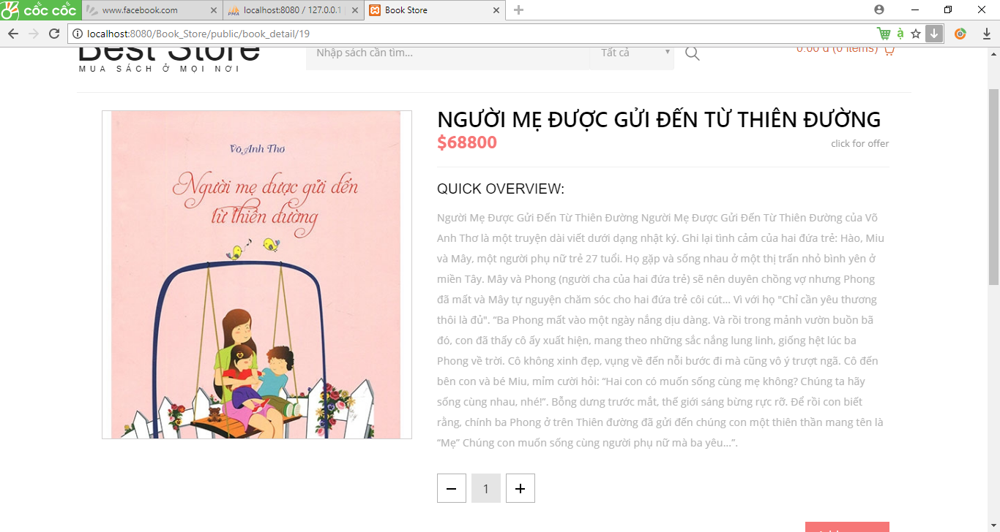 cốc cốc
www.facebook.com
localhost:8080 / 127.0.0.1
Book Store
localhost:8080/Book_Store/public/book_detail/19
Best Store
MUA SÁCH Ở MỌI NƠI
Nhập sách cần tìm...
Tất cả
0.00 đ (0 items)
Võ Anh Thơ
Người mẹ được gửi đến
từ thiên đường
NGƯỜI MẸ ĐƯỢC GỬI ĐẾN TỪ THIÊN ĐƯỜNG
$68800
click for offer
QUICK OVERVIEW:
Người Mẹ Được Gửi Đến Từ Thiên Đường Người Mẹ Được Gửi Đến Từ Thiên Đường của Võ
Anh Thơ là một truyện dài viết dưới dạng nhật ký. Ghi lại tình cảm của hai đứa trẻ: Hào, Miu
và Mây, một người phụ nữ trẻ 27 tuổi. Họ gặp và sống nhau ở một thị trấn nhỏ bình yên ở
miền Tây. Mây và Phong (người cha của hai đứa trẻ) sẽ nên duyên chồng vợ nhưng Phong
đã mất và Mây tự nguyện chăm sóc cho hai đứa trẻ côi cút... Vì với họ "Chỉ cần yêu thương
thôi là đủ". “Ba Phong mất vào một ngày nắng dịu dàng. Và rồi trong mảnh vườn buồn bã
đó, con đã thấy cô ấy xuất hiện, mang theo những sắc nắng lung linh, giống hệt lúc ba
Phong về trời. Cô không xinh đẹp, vụng về đến nỗi bước đi mà cũng vô ý trượt ngã. Cô đến
bên con và bé Miu, mỉm cười hỏi: “Hai con có muốn sống cùng mẹ không? Chúng ta hãy
sống cùng nhau, nhé!”. Bỗng dưng trước mắt, thế giới sáng bừng rực rỡ. Để rồi con biết
rằng, chính ba Phong ở trên Thiên đường đã gửi đến chúng con một thiên thần mang tên là
“Mẹ” Chúng con muốn sống cùng người phụ nữ mà ba yêu...”.
1